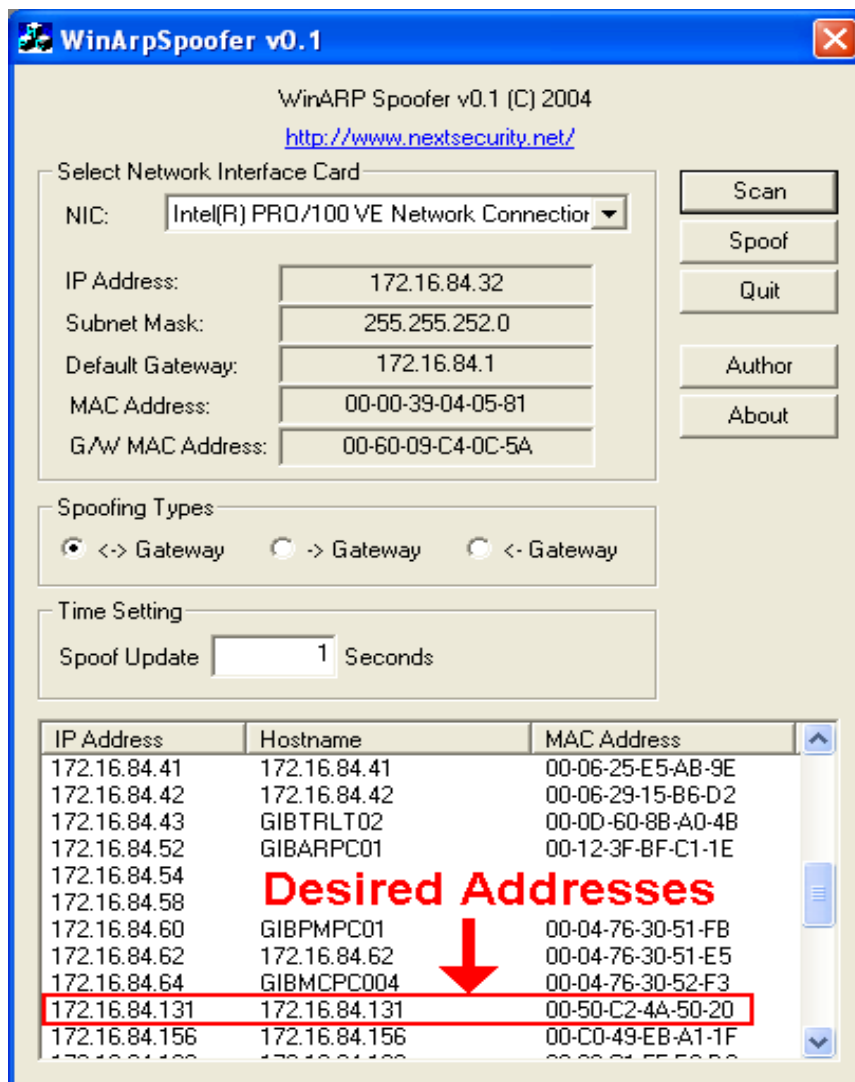 WinArpSpoofer v0.1
WinARP Spoofer v0.1 (C) 2004
http://www.nextsecurity.net/
Select Network Interface Card
NIC: Intel(R) PRO/100 VE Network Connection
IP Address: 172.16.84.32
Subnet Mask: 255.255.252.0
Default Gateway: 172.16.84.1
MAC Address: 00-00-39-04-05-81
G/W MAC Address: 00-60-09-C4-0C-5A
Scan
Spoof
Quit
Author
About
Spoofing Types
<-> Gateway -> Gateway <- Gateway
Time Setting
Spoof Update 1 Seconds
IP Address Hostname MAC Address
172.16.84.41 172.16.84.41 00-06-25-E5-AB-9E
172.16.84.42 172.16.84.42 00-06-29-15-B6-D2
172.16.84.43 GIBTRLT02 00-0D-60-8B-A0-4B
172.16.84.52 GIBARPC01 00-12-3F-BF-C1-1E
172.16.84.54
172.16.84.58
Desired Addresses
172.16.84.60 GIBPMPC01 00-04-76-30-51-FB
172.16.84.62 172.16.84.62 00-04-76-30-51-E5
172.16.84.64 GIBMCPC004 00-04-76-30-52-F3
172.16.84.131 172.16.84.131 00-50-C2-4A-50-20
172.16.84.156 172.16.84.156 00-C0-49-EB-A1-1F